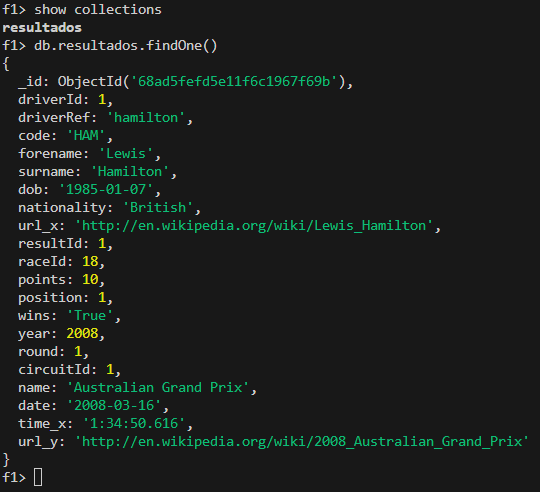 f1> show collections
resultados
f1> db.resultados.findOne()
{
  _id: ObjectId('68ad5fefd5e11f6c1967f69b'),
  driverId: 1,
  driverRef: 'hamilton',
  code: 'HAM',
  forename: 'Lewis',
  surname: 'Hamilton',
  dob: '1985-01-07',
  nationality: 'British',
  url_x: 'http://en.wikipedia.org/wiki/Lewis_Hamilton',
  resultId: 1,
  raceId: 18,
  points: 10,
  position: 1,
  wins: 'True',
  year: 2008,
  round: 1,
  circuitId: 1,
  name: 'Australian Grand Prix',
  date: '2008-03-16',
  time_x: '1:34:50.616',
  url_y: 'http://en.wikipedia.org/wiki/2008_Australian_Grand_Prix'
}
f1>